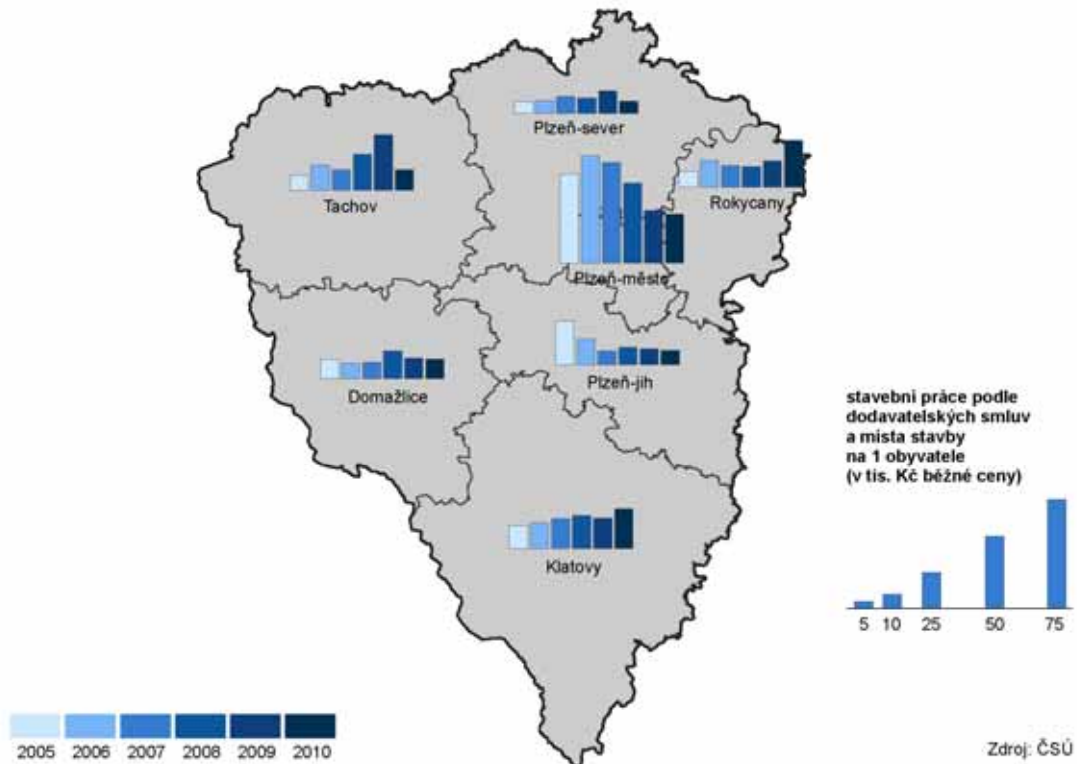 Plzeň-sever
Tachov
Rokycany
Plzeň-město
Domažlice
Plzeň-jih
Klatovy
stavební práce podle
dodavatelských smluv
a místa stavby
na 1 obyvatele
(v tis. Kč běžné ceny)
5 10 25 50 75
2005 2006 2007 2008 2009 2010
Zdroj: ČSÚ